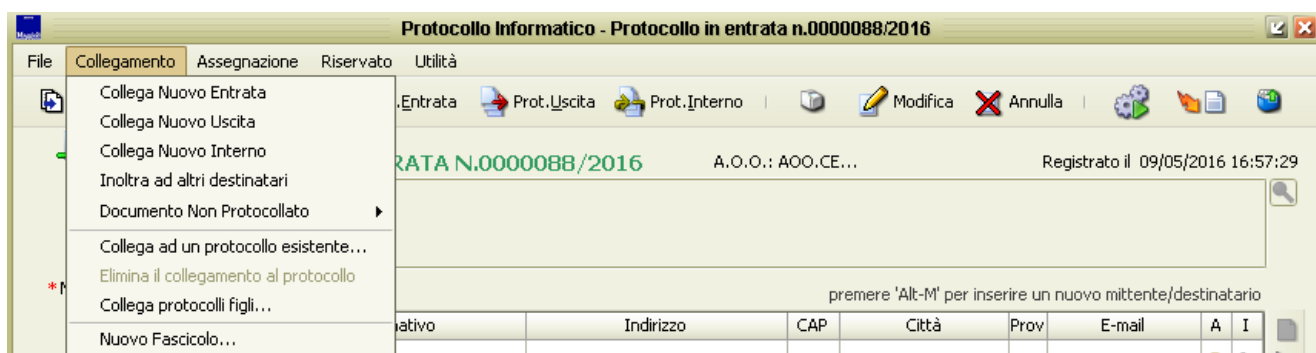 Protocollo Informatico - Protocollo in entrata n.0000088/2016
File Collegamento Assegnazione Riservato Utilità
.Entrata Prot.Uscita Prot.Interno Modifica Annulla
Collega Nuovo Entrata
Collega Nuovo Uscita
Collega Nuovo Interno
Inoltra ad altri destinatari
Documento Non Protocollato
Collega ad un protocollo esistente...
Elimina il collegamento al protocollo
Collega protocolli figli...
Nuovo Fascicolo...
RATA N.0000088/2016 A.O.O.: AOO.CE... Registrato il 09/05/2016 16:57:29
premere 'Alt-M' per inserire un nuovo mittente/destinatario
nativo Indirizzo CAP Città Prov E-mail A I